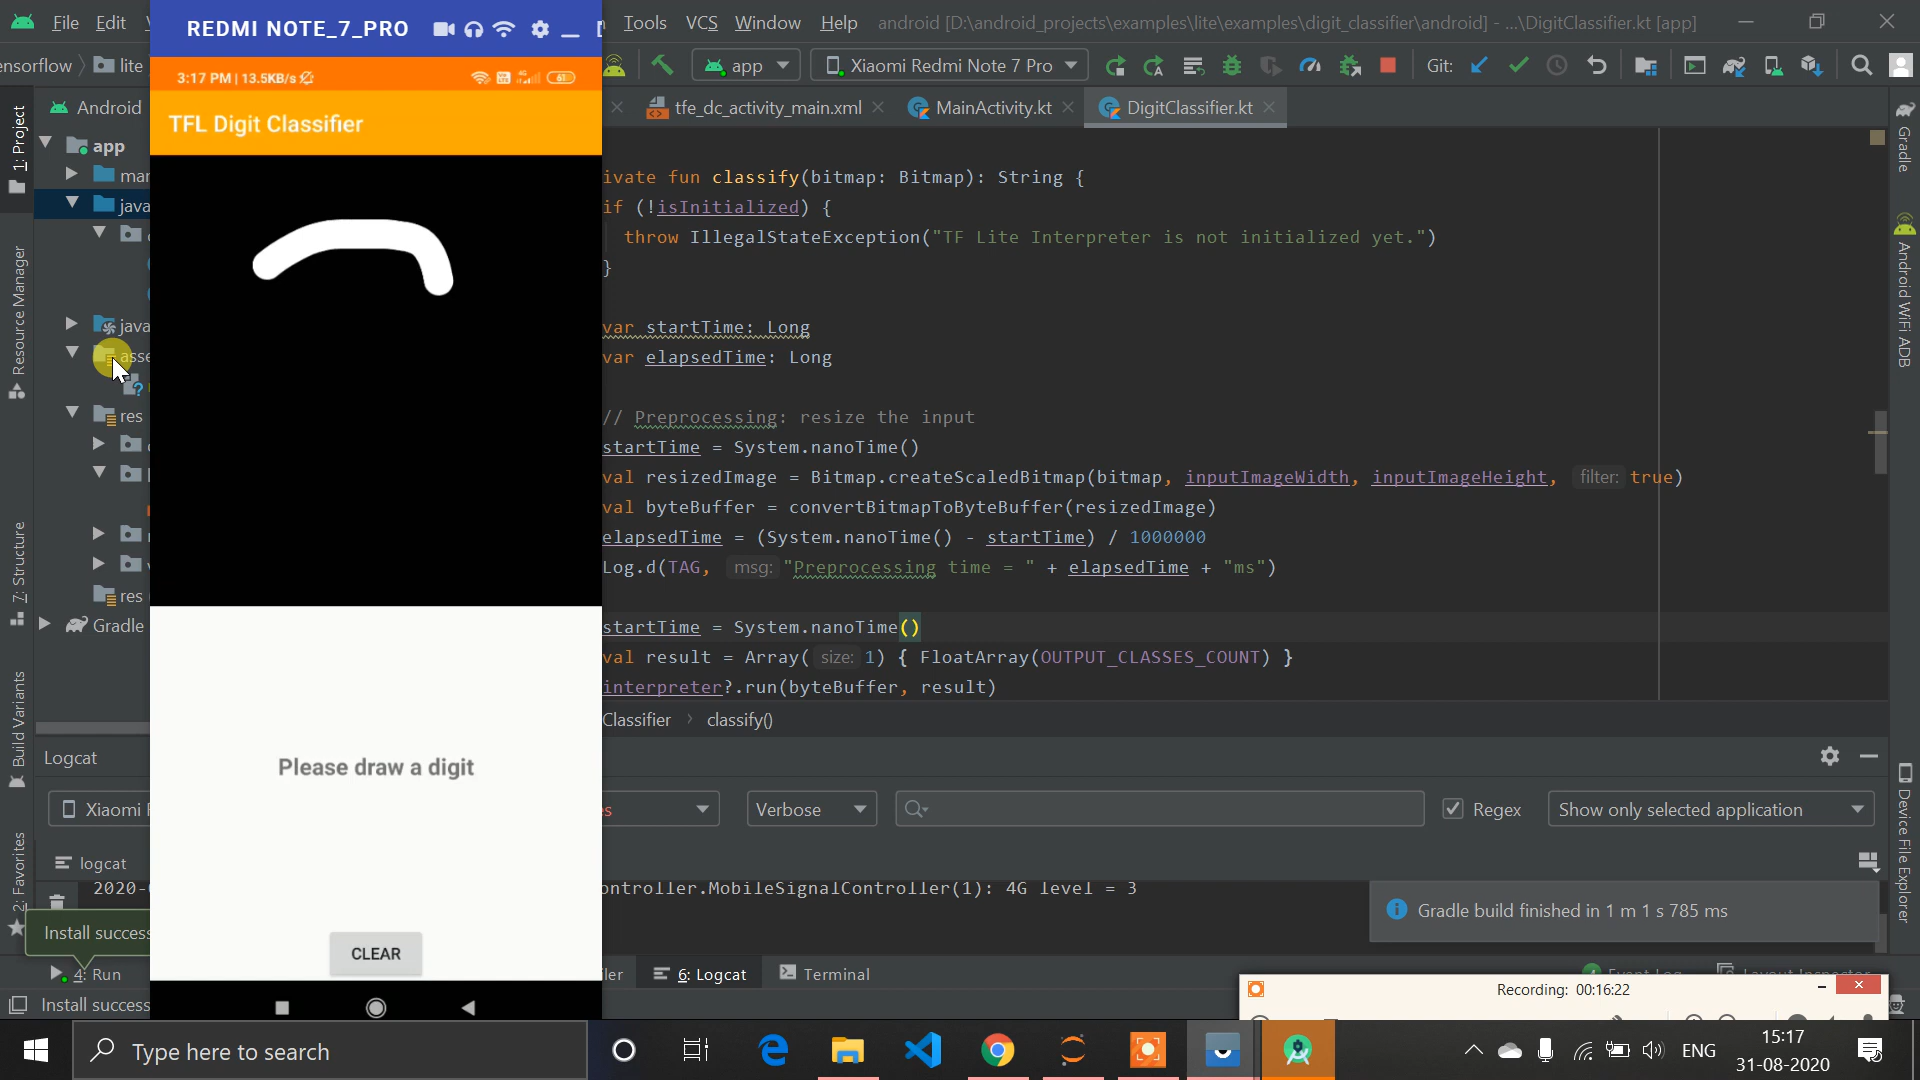 File Edit Tools VCS Window Help android [D:\android_projects\examples\lite\examples\digit_classifier\android] - ...\DigitClassifier.kt [app]
REDMI NOTE_7_PRO
ensorflow lite app Xiaomi Redmi Note 7 Pro Git:
3:17 PM | 13.5KB/s 61
Android tfe_dc_activity_main.xml MainActivity.kt DigitClassifier.kt
TFL Digit Classifier
app
java
java
asse
res
res
Gradle
1: Project
Resource Manager
7: Structure
Build Variants
2: Favorites
ivate fun classify(bitmap: Bitmap): String {
if (!isInitialized) {
throw IllegalStateException("TF Lite Interpreter is not initialized yet.")
}
var startTime: Long
var elapsedTime: Long
// Preprocessing: resize the input
startTime = System.nanoTime()
val resizedImage = Bitmap.createScaledBitmap(bitmap, inputImageWidth, inputImageHeight, filter: true)
val byteBuffer = convertBitmapToByteBuffer(resizedImage)
elapsedTime = (System.nanoTime() - startTime) / 1000000
Log.d(TAG, msg: "Preprocessing time = " + elapsedTime + "ms")
startTime = System.nanoTime()
val result = Array( size: 1) { FloatArray(OUTPUT_CLASSES_COUNT) }
interpreter?.run(byteBuffer, result)
Classifier › classify()
Gradle
Android WiFi ADB
Device File Explorer
Please draw a digit
CLEAR
Logcat
Xiaomi es Verbose Regex Show only selected application
logcat
2020- ontroller.MobileSignalController(1): 4G level = 3
Gradle build finished in 1 m 1 s 785 ms
Install success
4: Run ler 6: Logcat Terminal
Install success
Recording: 00:16:22
Type here to search
ENG
15:17
31-08-2020